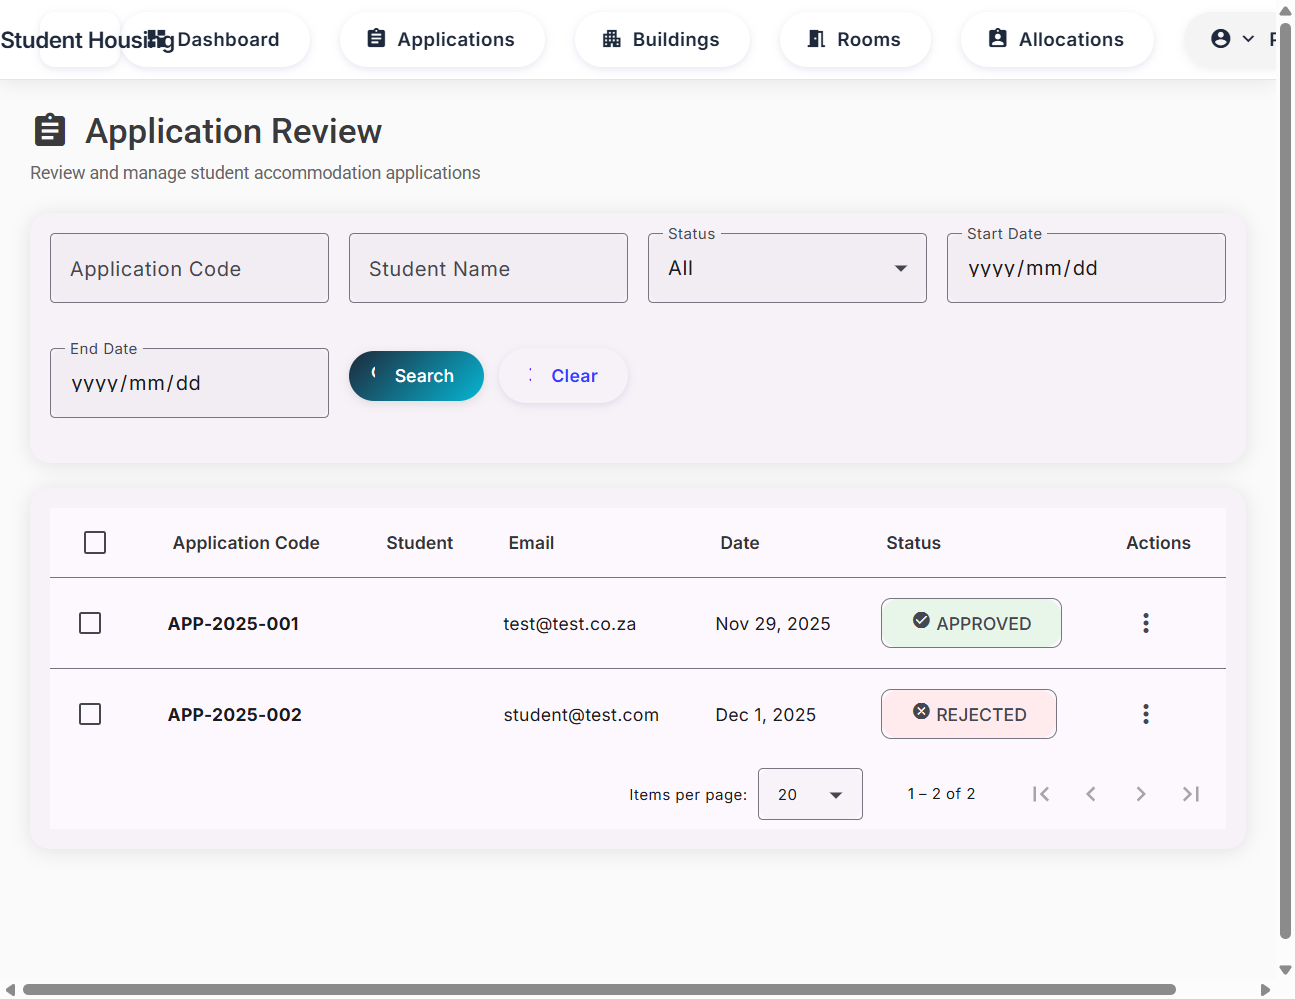 Student Housing
Dashboard
Applications
Buildings
Rooms
Allocations
Application Review
Review and manage student accommodation applications
Application Code
Student Name
Status
All
Start Date
yyyy/mm/dd
End Date
yyyy/mm/dd
Search
Clear
Application Code Student Email Date Status Actions
APP-2025-001 test@test.co.za Nov 29, 2025 APPROVED
APP-2025-002 student@test.com Dec 1, 2025 REJECTED
Items per page: 20 1 – 2 of 2